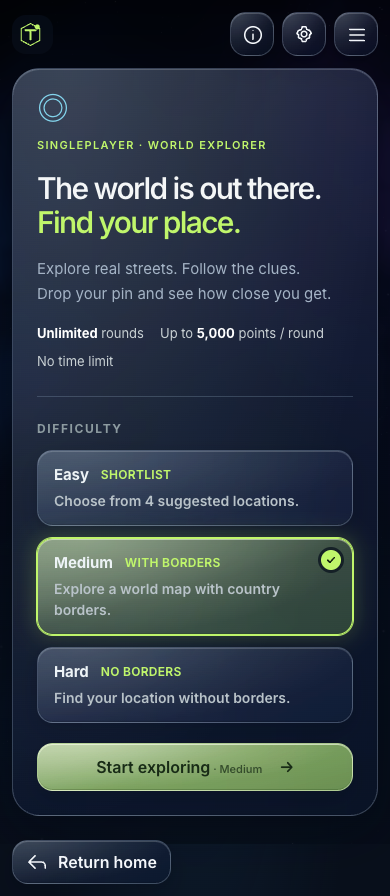 T
SINGLEPLAYER · WORLD EXPLORER
The world is out there.
Find your place.
Explore real streets. Follow the clues.
Drop your pin and see how close you get.
Unlimited rounds Up to 5,000 points / round
No time limit
DIFFICULTY
Easy SHORTLIST
Choose from 4 suggested locations.
Medium WITH BORDERS
Explore a world map with country
borders.
Hard NO BORDERS
Find your location without borders.
Start exploring · Medium →
Return home